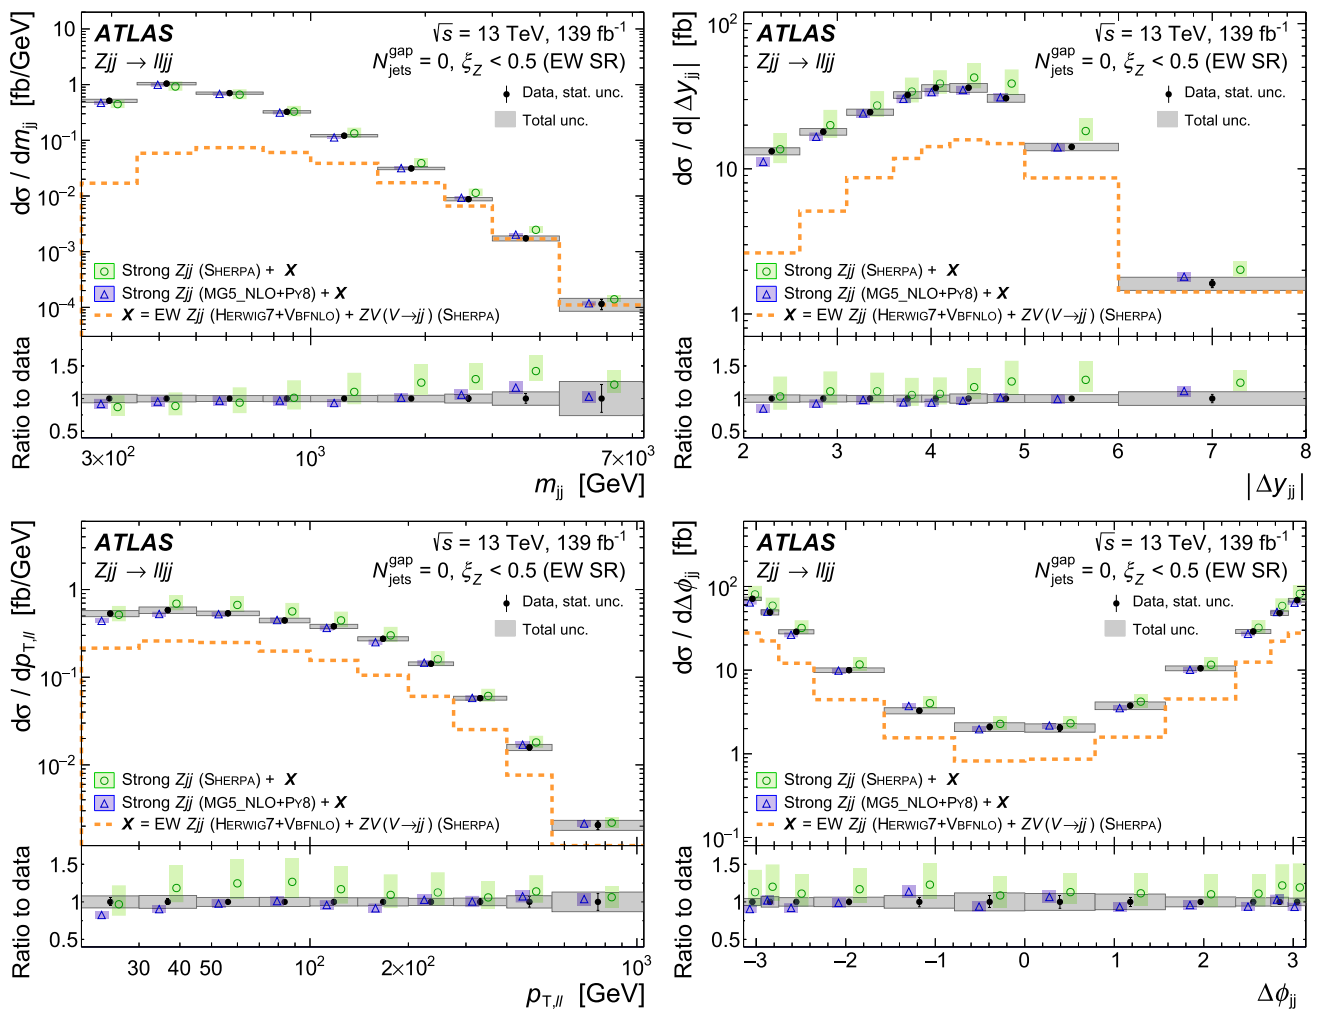 ATLAS
√s = 13 TeV, 139 fb⁻¹
Zjj → lljj
N^gap_jets = 0, ξ_Z < 0.5 (EW SR)
Data, stat. unc.
Total unc.
dσ / dm_jj [fb/GeV]
10
1
10⁻¹
10⁻²
10⁻³
10⁻⁴
Strong Zjj (SHERPA) + X
Strong Zjj (MG5_NLO+PY8) + X
X = EW Zjj (HERWIG7+VBFNLO) + ZV(V→jj) (SHERPA)
Ratio to data
1.5
1
0.5
3×10² 10³ 7×10³
m_jj [GeV]
ATLAS
√s = 13 TeV, 139 fb⁻¹
Zjj → lljj
N^gap_jets = 0, ξ_Z < 0.5 (EW SR)
Data, stat. unc.
Total unc.
dσ / d|Δy_jj| [fb]
10²
10
1
Strong Zjj (SHERPA) + X
Strong Zjj (MG5_NLO+PY8) + X
X = EW Zjj (HERWIG7+VBFNLO) + ZV(V→jj) (SHERPA)
Ratio to data
1.5
1
0.5
2 3 4 5 6 7 8
|Δy_jj|
ATLAS
√s = 13 TeV, 139 fb⁻¹
Zjj → lljj
N^gap_jets = 0, ξ_Z < 0.5 (EW SR)
Data, stat. unc.
Total unc.
dσ / dp_T,ll [fb/GeV]
1
10⁻¹
10⁻²
Strong Zjj (SHERPA) + X
Strong Zjj (MG5_NLO+PY8) + X
X = EW Zjj (HERWIG7+VBFNLO) + ZV(V→jj) (SHERPA)
Ratio to data
1.5
1
0.5
30 40 50 10² 2×10² 10³
p_T,ll [GeV]
ATLAS
√s = 13 TeV, 139 fb⁻¹
Zjj → lljj
N^gap_jets = 0, ξ_Z < 0.5 (EW SR)
Data, stat. unc.
Total unc.
dσ / dΔϕ_jj [fb]
10²
10
1
10⁻¹
Strong Zjj (SHERPA) + X
Strong Zjj (MG5_NLO+PY8) + X
X = EW Zjj (HERWIG7+VBFNLO) + ZV(V→jj) (SHERPA)
Ratio to data
1.5
1
0.5
−3 −2 −1 0 1 2 3
Δϕ_jj